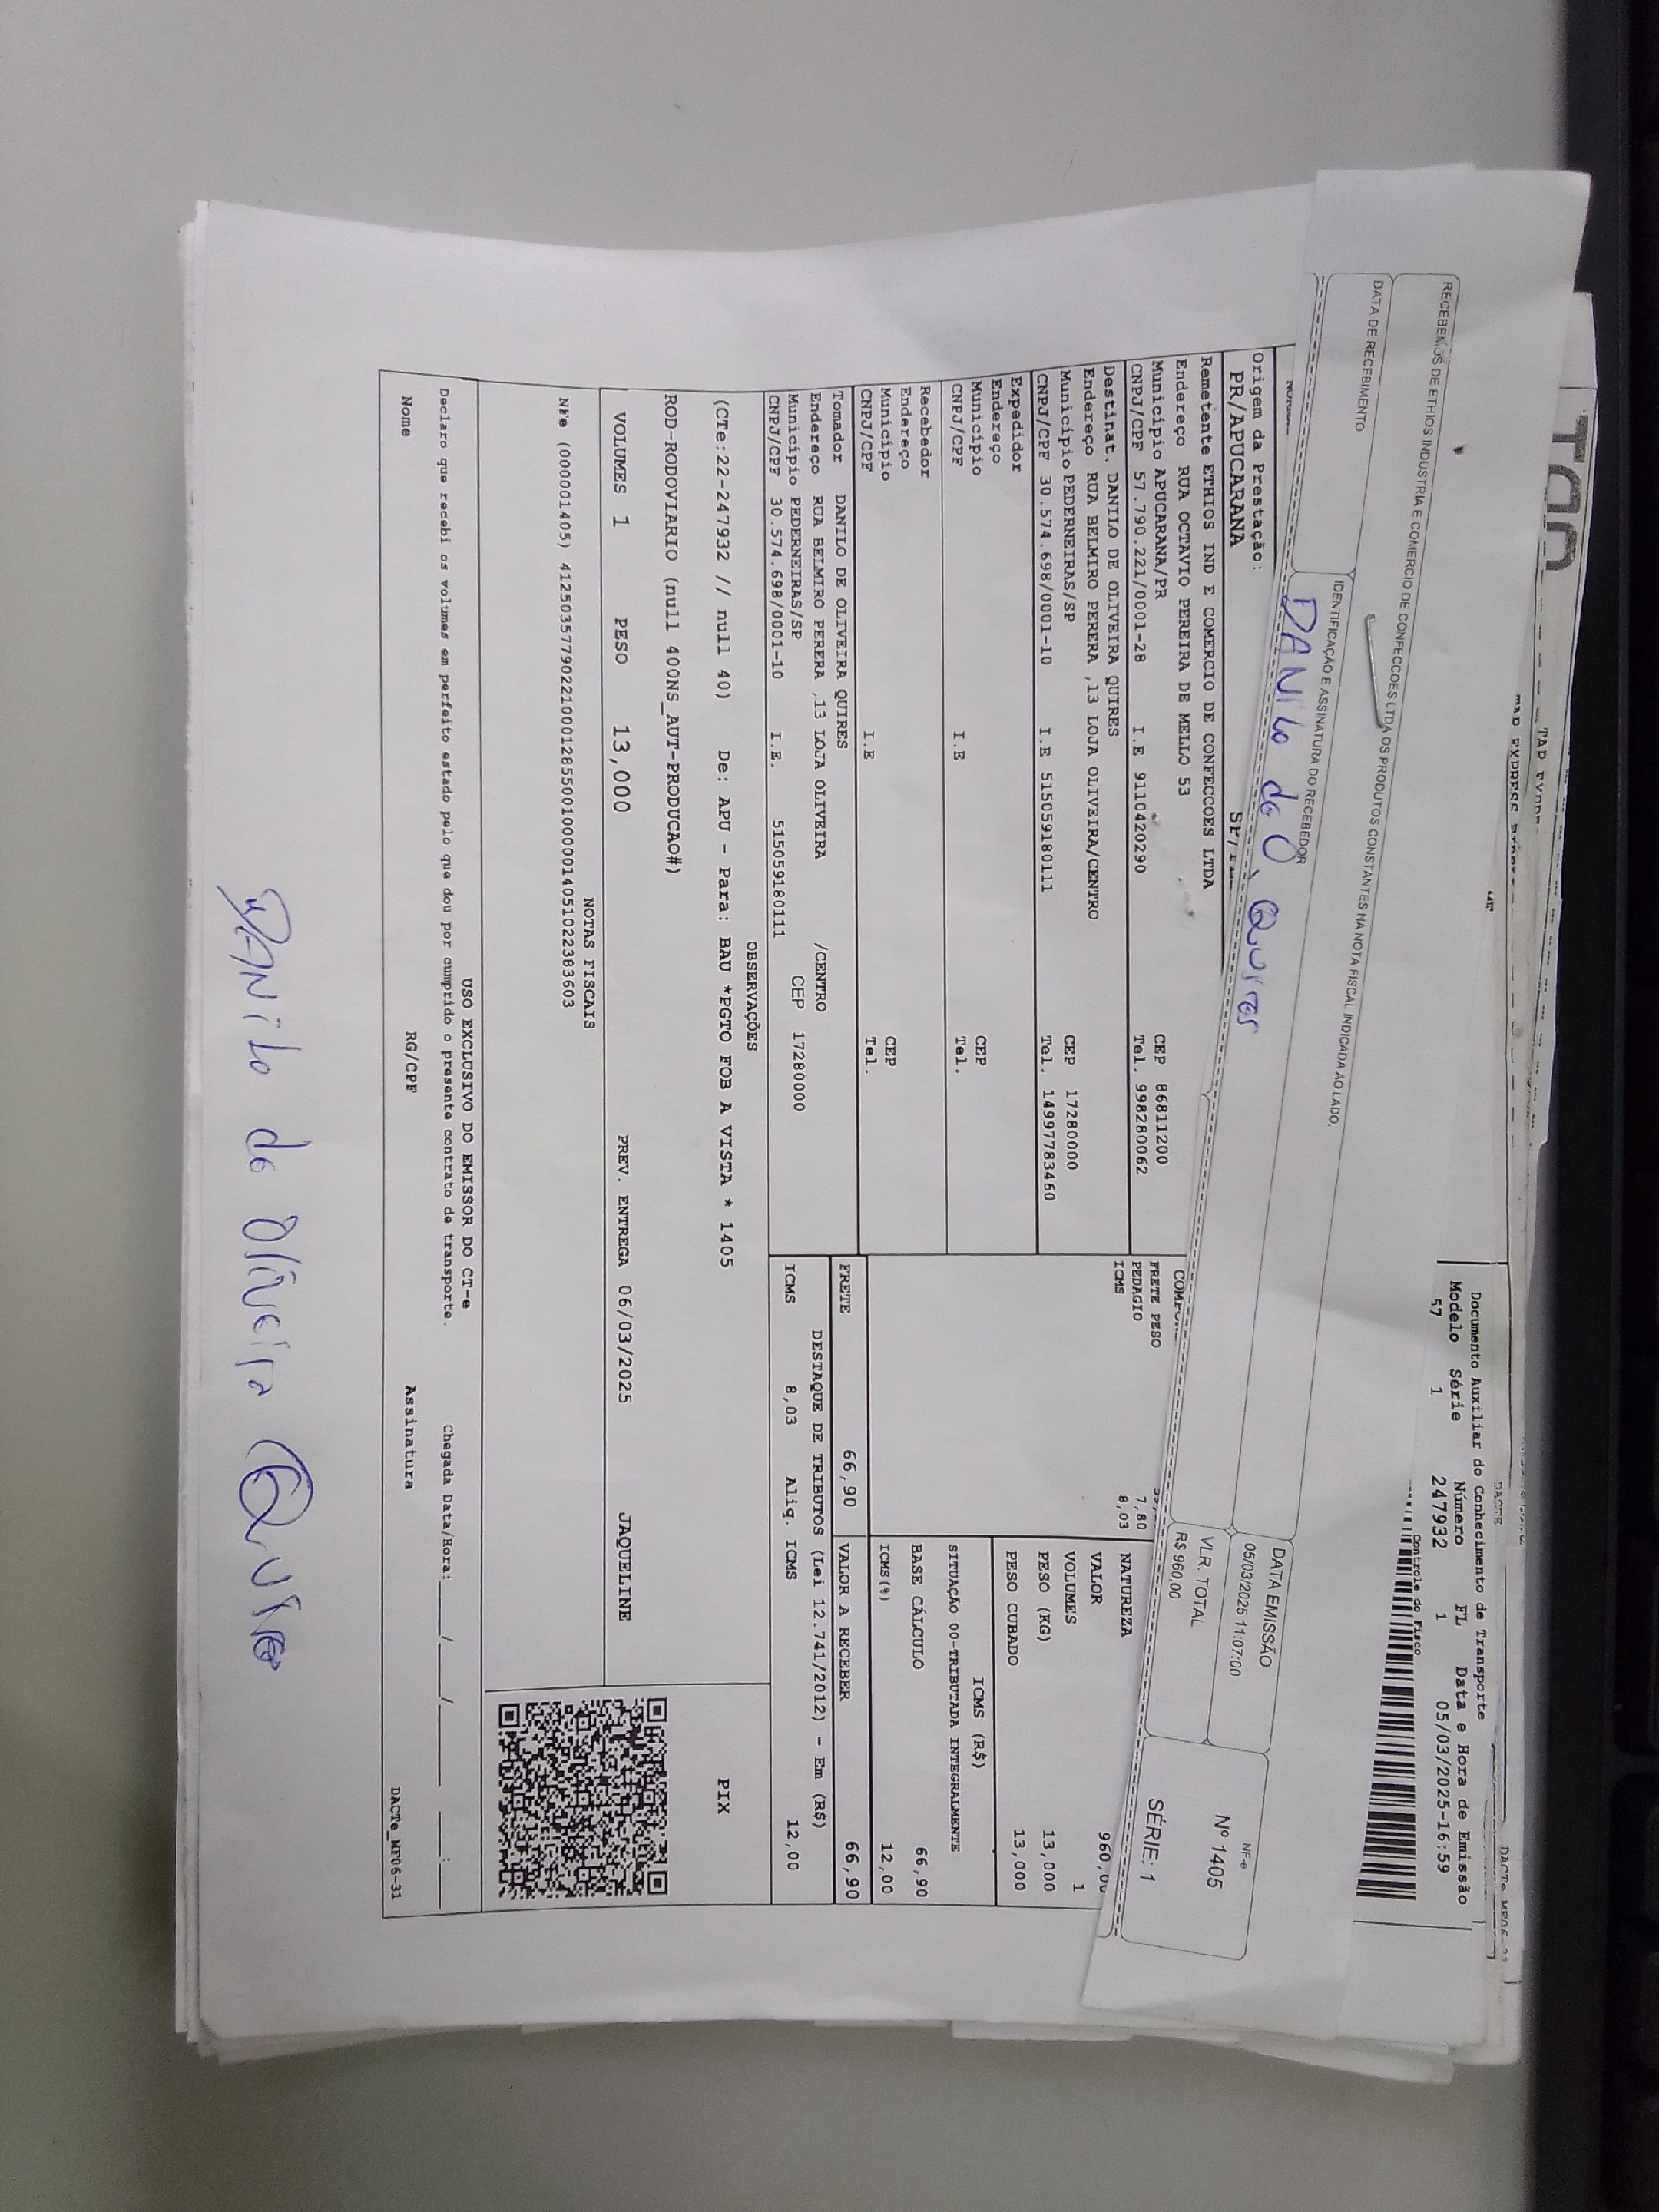 TAP EXPRESS
RECEBEMOS DE ETHIOS INDUSTRIA E COMERCIO DE CONFECCOES LTDA OS PRODUTOS CONSTANTES NA NOTA FISCAL INDICADA AO LADO.
DATA DE RECEBIMENTO
IDENTIFICAÇÃO E ASSINATURA DO RECEBEDOR
DANilo de O. Quires
DATA EMISSÃO
05/03/2025 11:07:00
VLR. TOTAL
R$ 960,00
NF-e
Nº 1405
SÉRIE: 1
DACTE
Documento Auxiliar do Conhecimento de Transporte
Modelo Série Número FL Data e Hora de Emissão
57 1 247932 1 05/03/2025-16:59
Controle do Fisco
Origem da Prestação:
PR/APUCARANA
Remetente ETHIOS IND E COMERCIO DE CONFECCOES LTDA
Endereço RUA OCTAVIO PEREIRA DE MELLO 53
Município APUCARANA/PR CEP 86811200
CNPJ/CPF 57.790.221/0001-28 I.E 9110420290 Tel. 998280062
Destinat. DANILO DE OLIVEIRA QUIRES
Endereço RUA BELMIRO PERERA ,13 LOJA OLIVEIRA/CENTRO
Município PEDERNEIRAS/SP CEP 17280000
CNPJ/CPF 30.574.698/0001-10 I.E 515059180111 Tel. 14997783460
Expedidor
Endereço
Município CEP
CNPJ/CPF I.E Tel.
Recebedor
Endereço
Município CEP
CNPJ/CPF I.E Tel.
Tomador DANILO DE OLIVEIRA QUIRES
Endereço RUA BELMIRO PERERA ,13 LOJA OLIVEIRA /CENTRO
Município PEDERNEIRAS/SP CEP 17280000
CNPJ/CPF 30.574.698/0001-10 I.E. 515059180111
FRETE PESO
PEDAGIO 7,80
ICMS 8,03
NATUREZA
VALOR 960,00
VOLUMES 1
PESO (KG) 13,000
PESO CUBADO 13,000
ICMS (R$)
SITUAÇÃO 00-TRIBUTADA INTEGRALMENTE
BASE CÁLCULO 66,90
ICMS(%) 12,00
FRETE 66,90 VALOR A RECEBER 66,90
DESTAQUE DE TRIBUTOS (Lei 12.741/2012) - Em (R$)
ICMS 8,03 Aliq. ICMS 12,00
OBSERVAÇÕES
(CTe:22-247932 // null 40) De: APU - Para: BAU *PGTO FOB A VISTA * 1405
PIX
ROD-RODOVIARIO (null 400NS_AUT-PRODUCAO#)
VOLUMES 1 PESO 13,000 PREV. ENTREGA 06/03/2025 JAQUELINE
NOTAS FISCAIS
NFe (000001405) 41250357790221000128550010000014051022383603
USO EXCLUSIVO DO EMISSOR DO CT-e
Declaro que recebi os volumes em perfeito estado pelo que dou por cumprido o presente contrato de transporte. Chegada Data/Hora:____/____/______ ____:____
Nome RG/CPF Assinatura DACTe_MF06-31
DANilo de Oliveira Quires